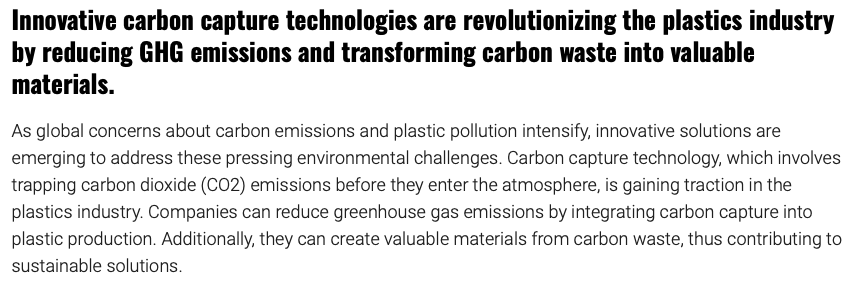 Innovative carbon capture technologies are revolutionizing the plastics industry
by reducing GHG emissions and transforming carbon waste into valuable
materials.
As global concerns about carbon emissions and plastic pollution intensify, innovative solutions are
emerging to address these pressing environmental challenges. Carbon capture technology, which involves
trapping carbon dioxide (CO2) emissions before they enter the atmosphere, is gaining traction in the
plastics industry. Companies can reduce greenhouse gas emissions by integrating carbon capture into
plastic production. Additionally, they can create valuable materials from carbon waste, thus contributing to
sustainable solutions.